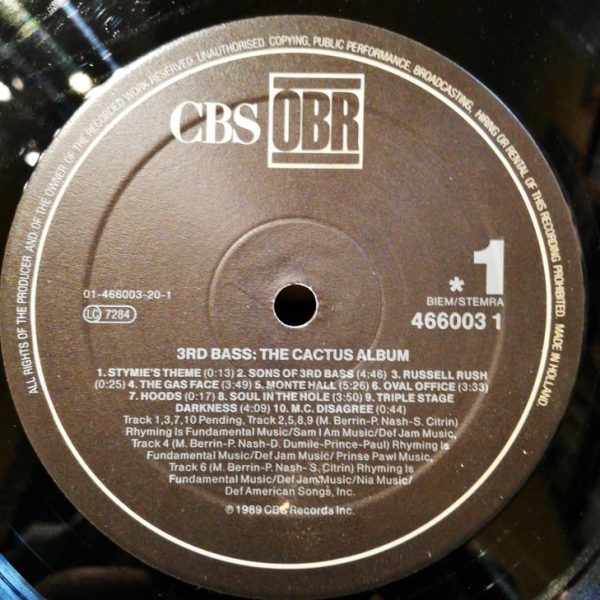 ALL RIGHTS OF THE PRODUCER AND OF THE OWNER OF THE RECORDED WORK RESERVED. UNAUTHORISED COPYING, PUBLIC PERFORMANCE, BROADCASTING, HIRING OR RENTAL OF THIS RECORDING PROHIBITED. MADE IN HOLLAND.
CBS OBR
1
*
BIEM/STEMRA
01-466003-20-1
LC 7284
466003 1
3RD BASS: THE CACTUS ALBUM
1. STYMIE'S THEME (0:13) 2. SONS OF 3RD BASS (4:46) 3. RUSSELL RUSH
(0:25) 4. THE GAS FACE (3:49) 5. MONTE HALL (5:26) 6. OVAL OFFICE (3:33)
7. HOODS (0:17) 8. SOUL IN THE HOLE (3:50) 9. TRIPLE STAGE
DARKNESS (4:09) 10. M.C. DISAGREE (0:44)
Track 1,3,7,10 Pending, Track 2,5,8,9 (M. Berrin-P. Nash-S. Citrin)
Rhyming Is Fundamental Music/Sam I Am Music/Def Jam Music,
Track 4 (M. Berrin-P. Nash-D. Dumile-Prince-Paul) Rhyming Is
Fundamental Music/Def Jam Music/ Prinse Pawl Music,
Track 6 (M. Berrin-P. Nash- S. Citrin) Rhyming Is
Fundamental Music/Def Jam Music/Nia Music/
Def American Songs, Inc.
℗ 1989 CBS Records Inc.